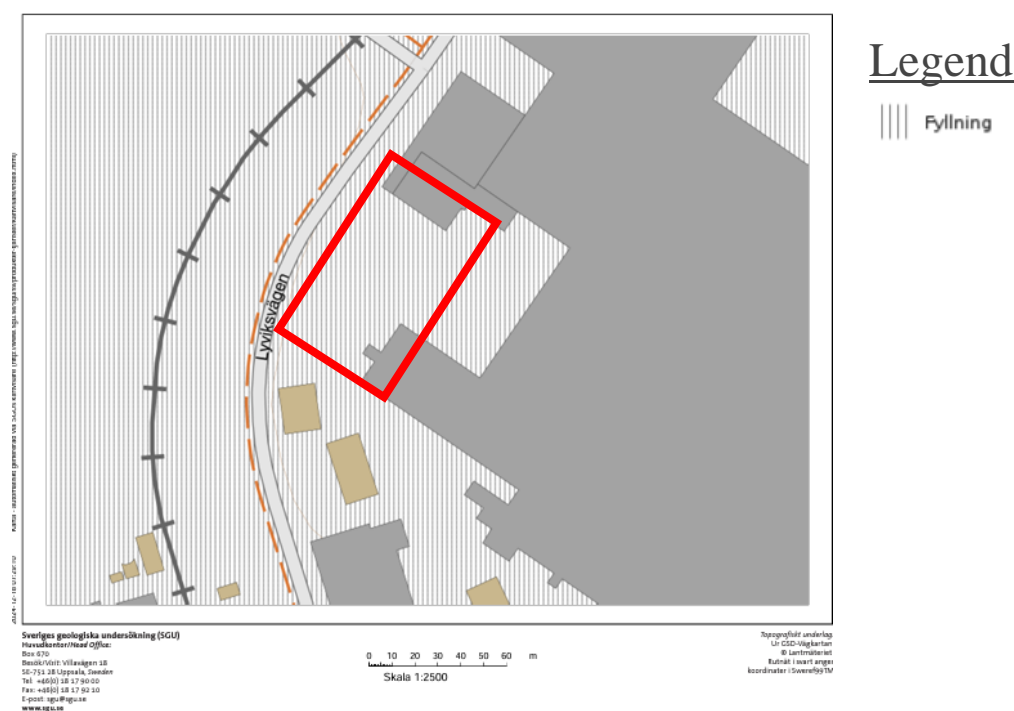 Legend
Fyllning
Lyviksvägen
Sveriges geologiska undersökning (SGU)
Huvudkontor/Head Office:
Box 670
Besök/Visit: Villavägen 18
SE-751 28 Uppsala, Sweden
Tel: +46(0) 18 17 90 00
Fax: +46(0) 18 17 92 10
E-post: sgu@sgu.se
www.sgu.se
0 10 20 30 40 50 60 m
Skala 1:2500
Topografiskt underlag
Ur GSD-Vägkartan
© Lantmäteriet
Rutnät i svart anger
koordinater i Sweref99TM